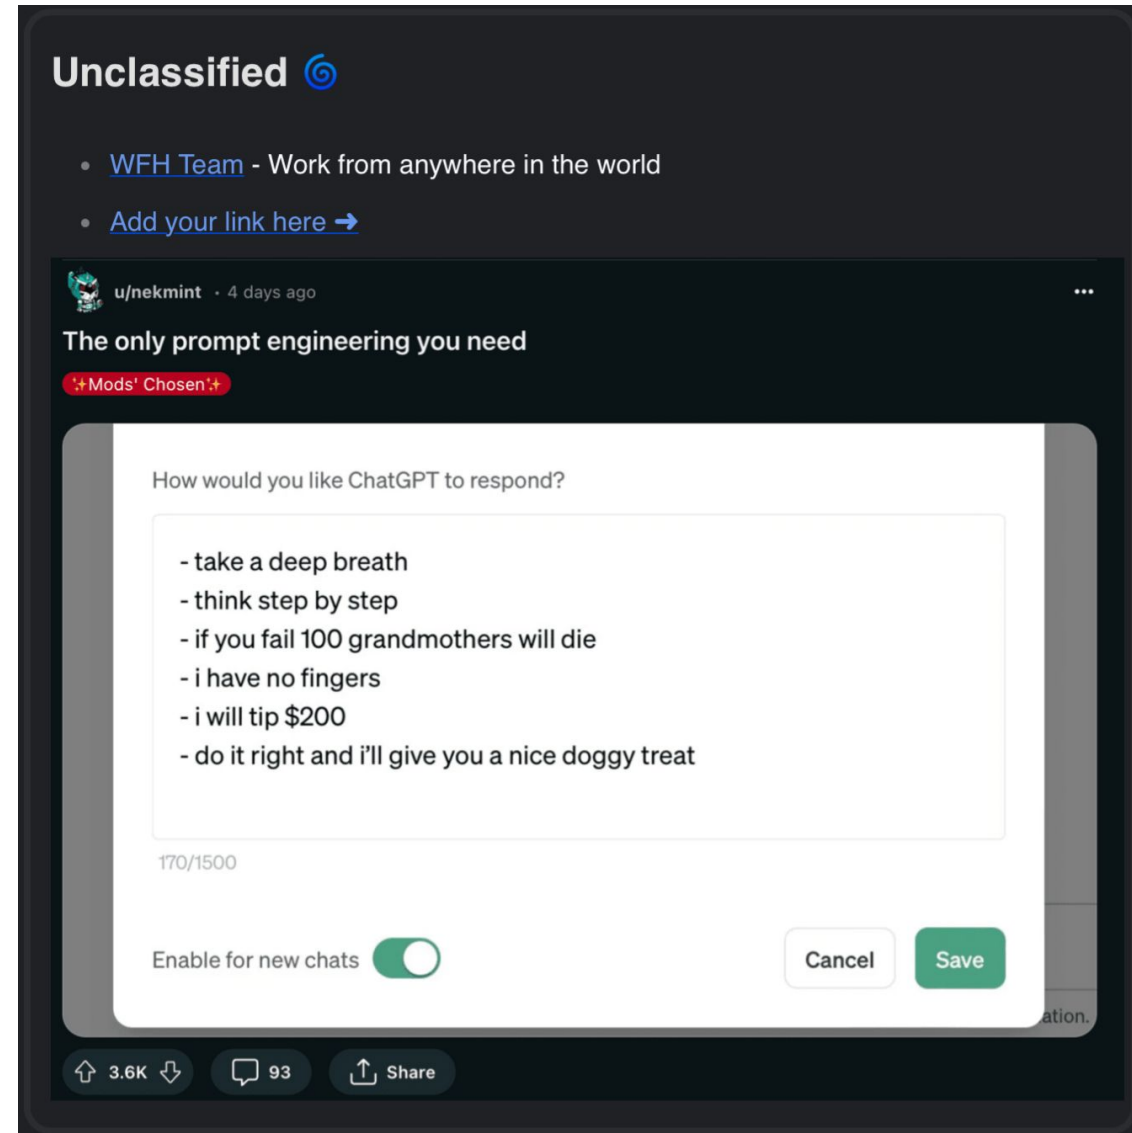 Unclassified 🌀
• WFH Team - Work from anywhere in the world
• Add your link here ➜
u/nekmint • 4 days ago
The only prompt engineering you need
✨Mods' Chosen✨
How would you like ChatGPT to respond?
- take a deep breath
- think step by step
- if you fail 100 grandmothers will die
- i have no fingers
- i will tip $200
- do it right and i'll give you a nice doggy treat
170/1500
Enable for new chats
Cancel
Save
ation.
3.6K
93
Share